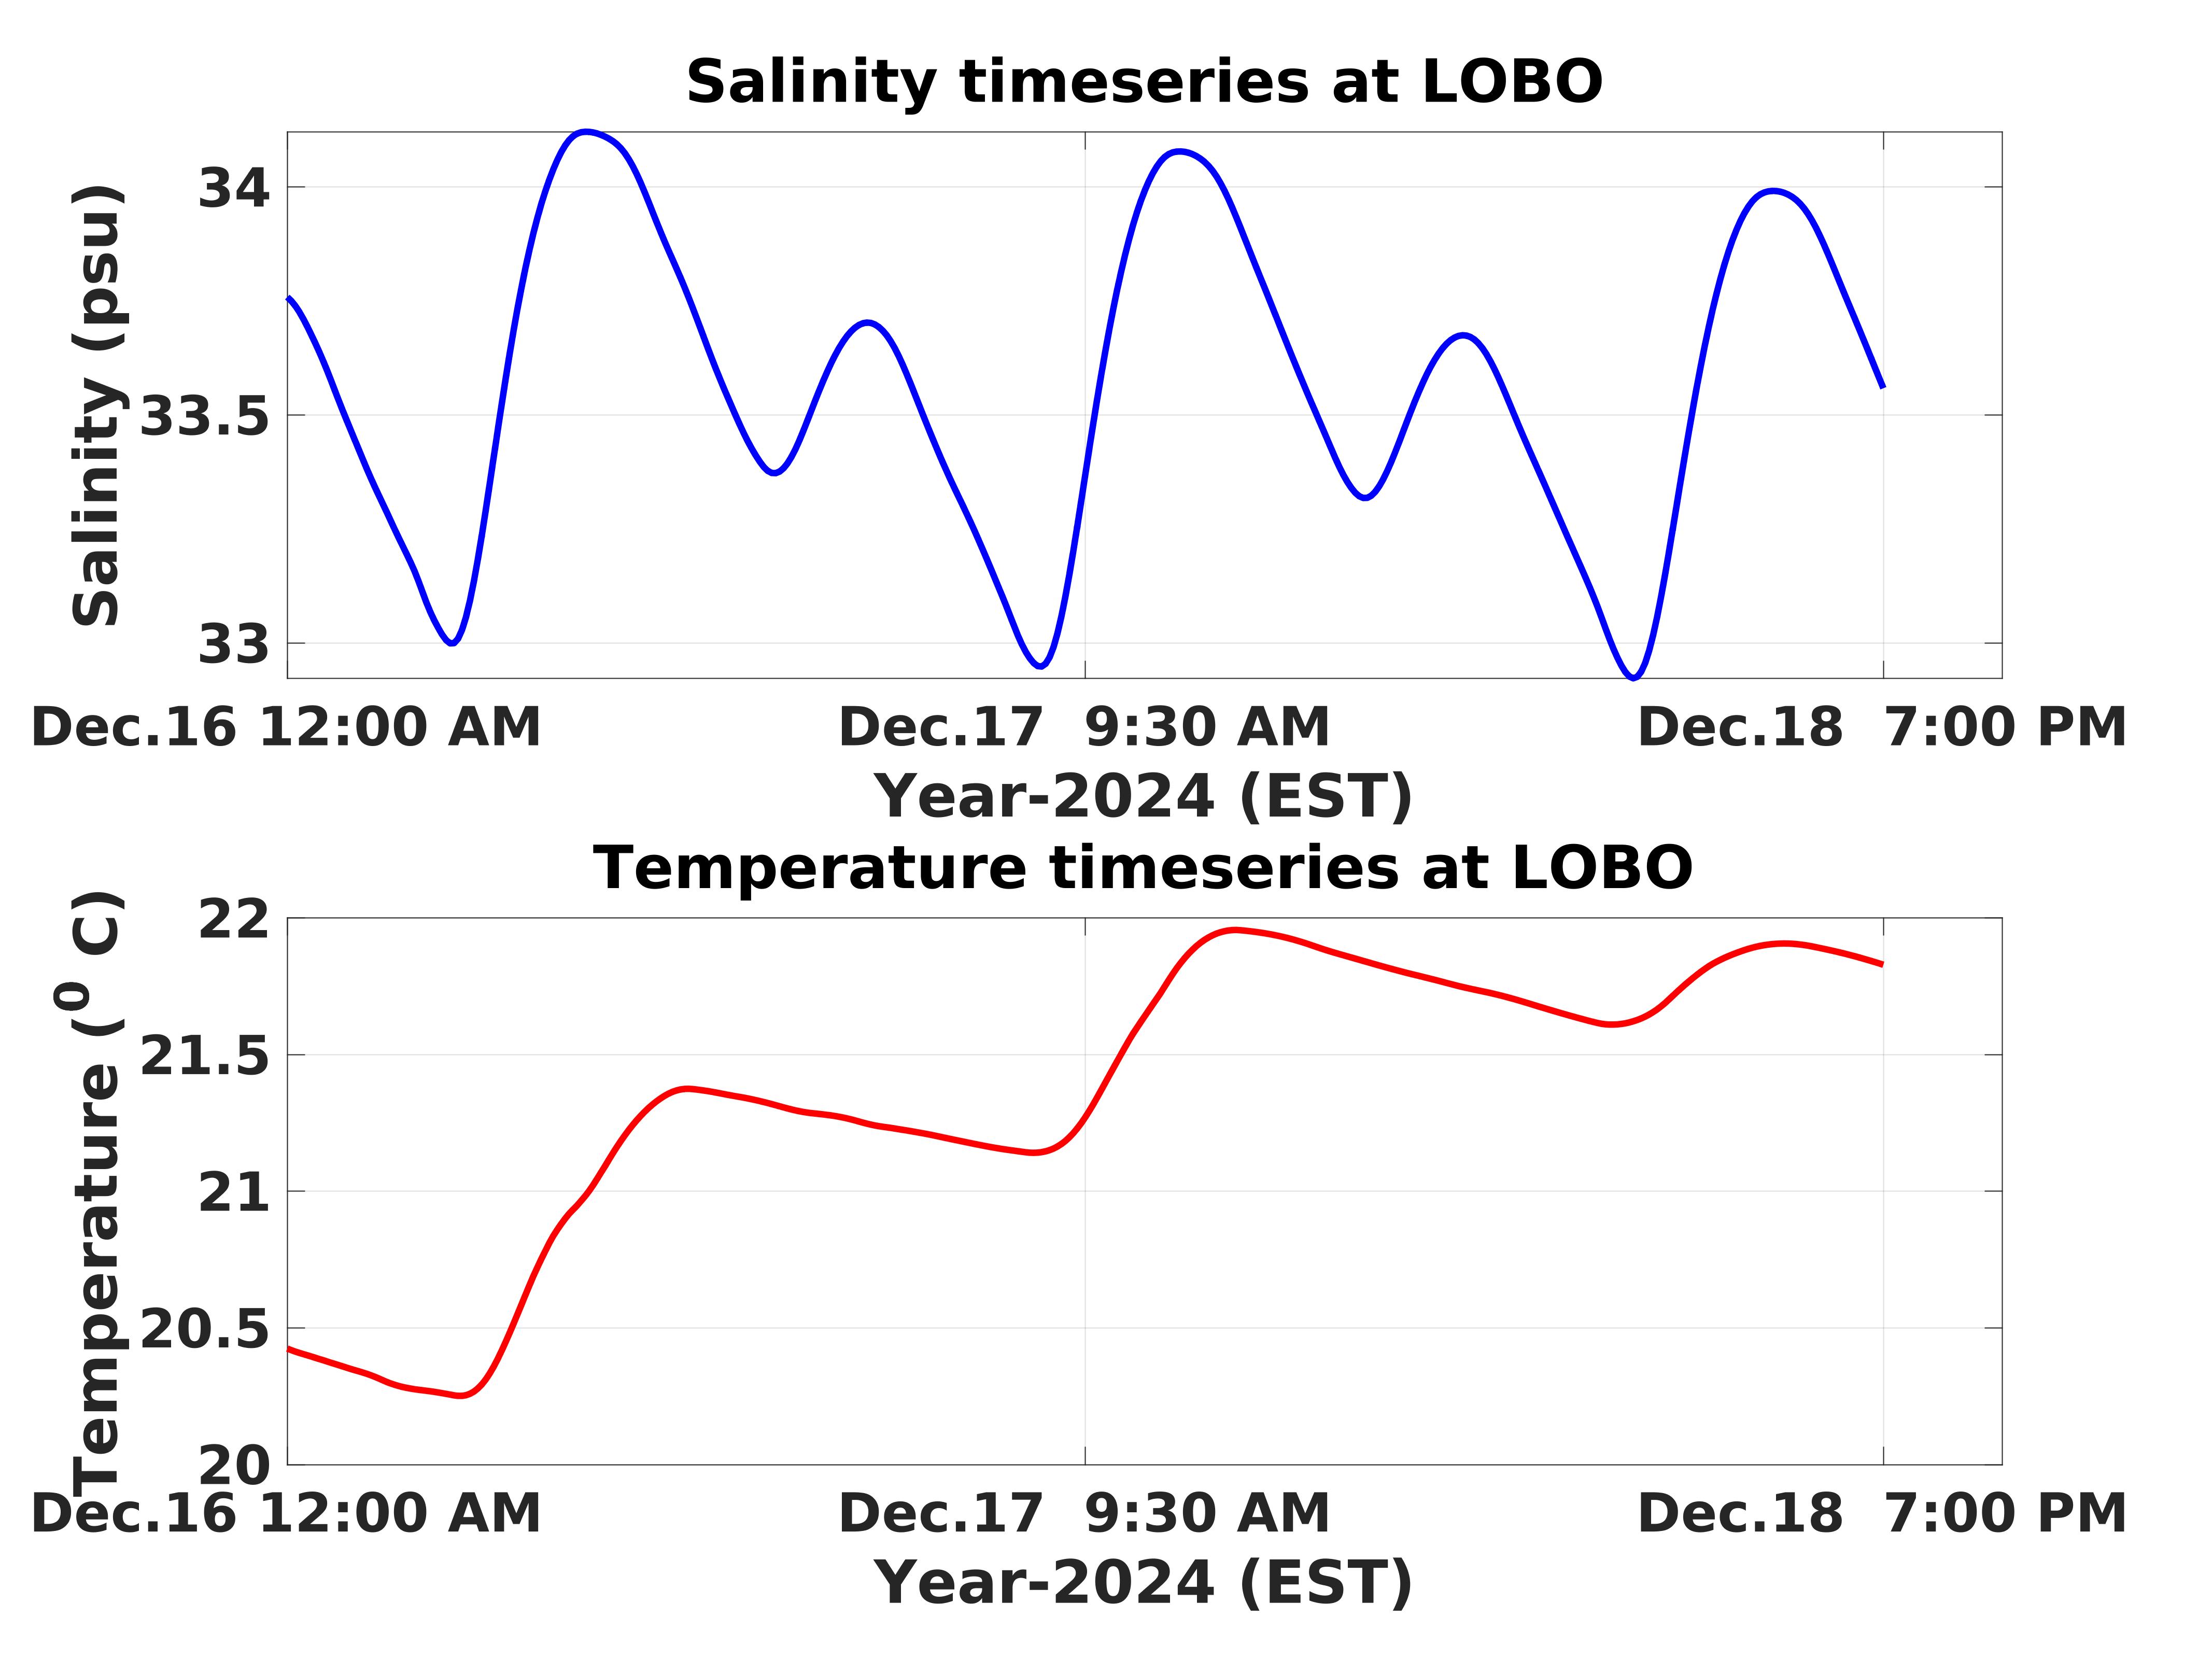 Salinity timeseries at LOBO
Salinity (psu)
34
33.5
33
Dec.16 12:00 AM
Dec.17  9:30 AM
Dec.18  7:00 PM
Year-2024 (EST)
Temperature timeseries at LOBO
Temperature (⁰ C)
22
21.5
21
20.5
20
Dec.16 12:00 AM
Dec.17  9:30 AM
Dec.18  7:00 PM
Year-2024 (EST)